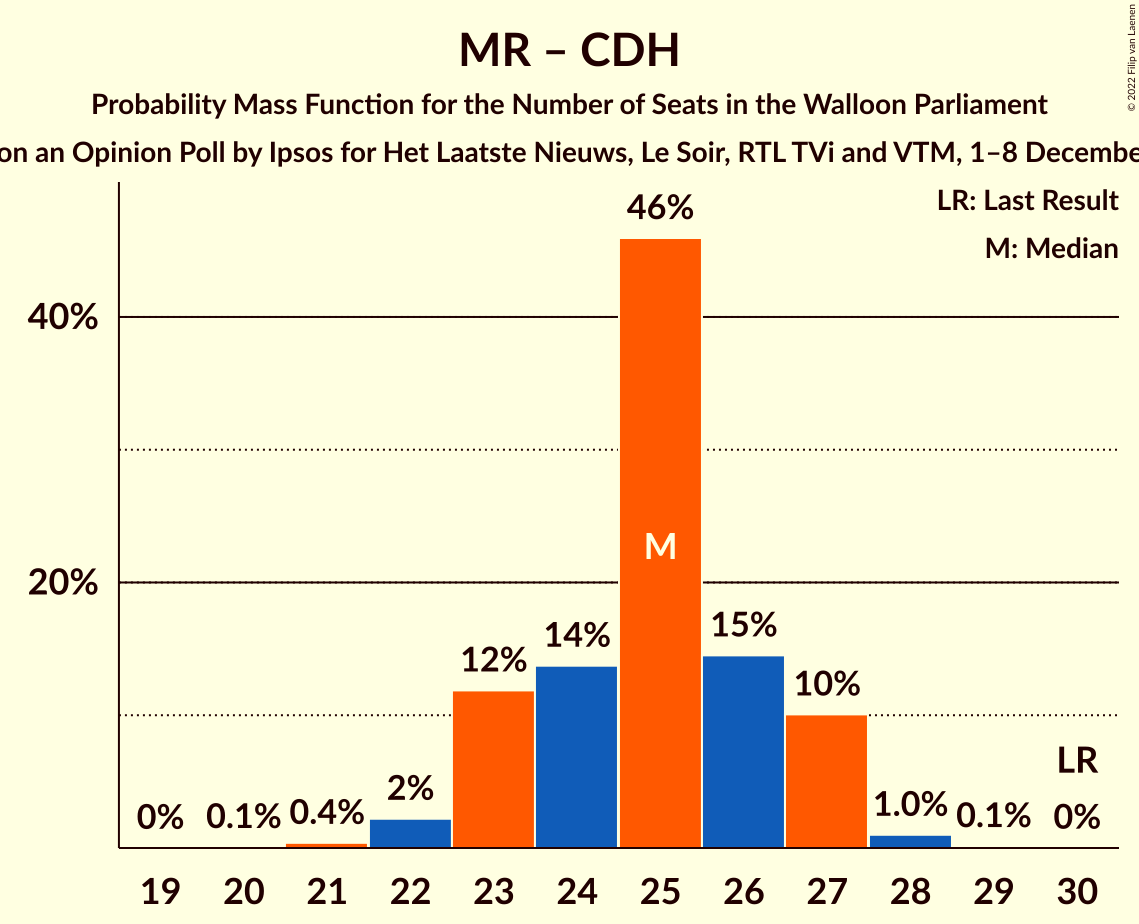 MR – CDH
Probability Mass Function for the Number of Seats in the Walloon Parliament
on an Opinion Poll by Ipsos for Het Laatste Nieuws, Le Soir, RTL TVi and VTM, 1–8 Decembe
© 2022 Filip van Laenen
LR: Last Result
M: Median
46%
40%
M
20%
15%
14%
12%
10%
LR
2%
1.0%
0.4%
0% 0.1% 0.1% 0%
19 20 21 22 23 24 25 26 27 28 29 30